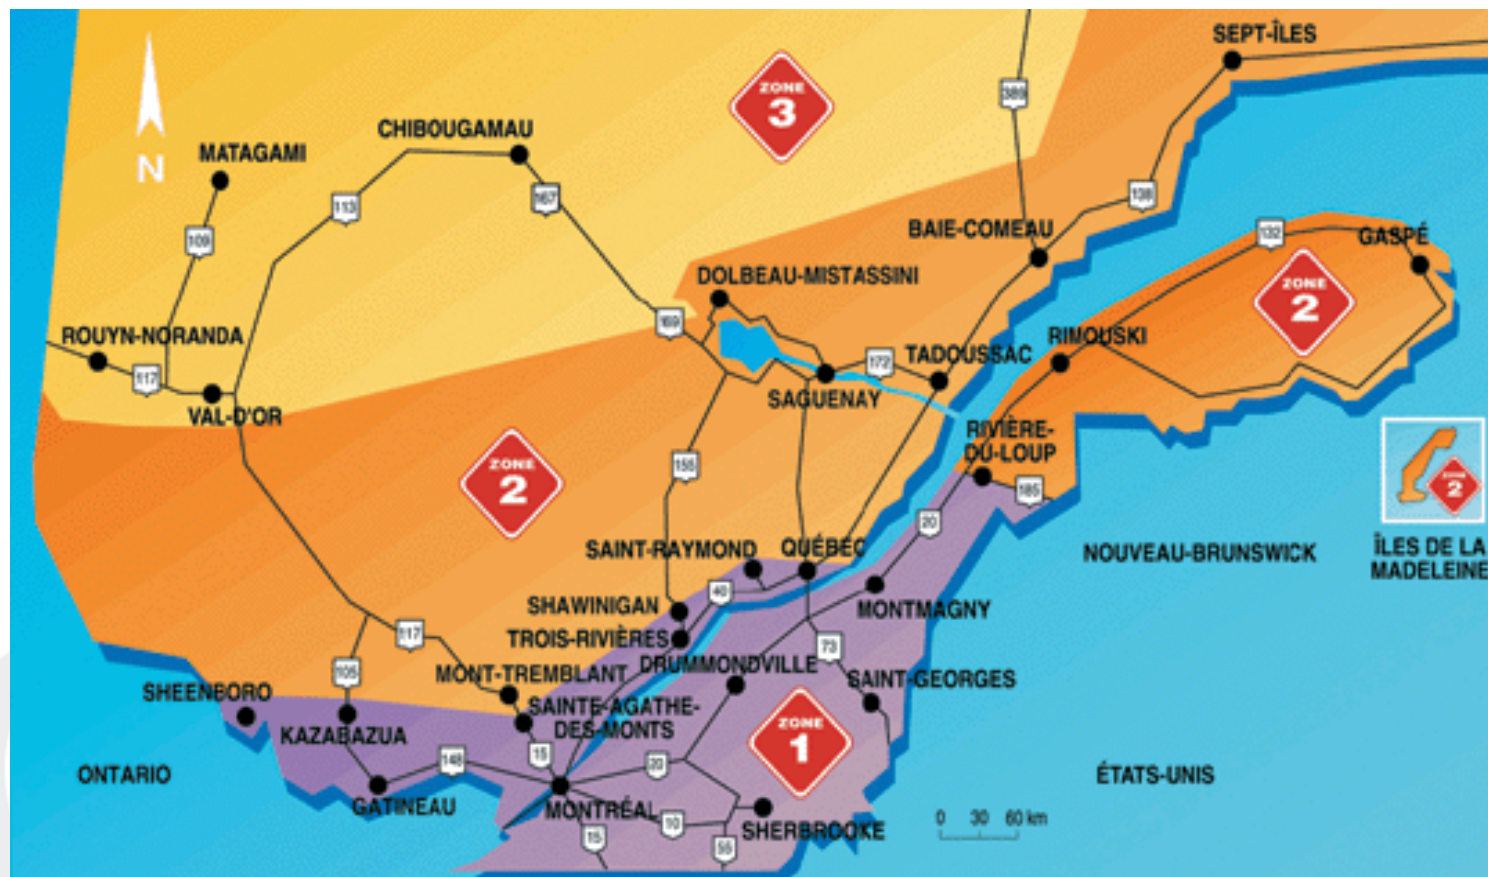 SEPT-ÎLES
ZONE
3
389
CHIBOUGAMAU
MATAGAMI
N
113
167
138
109
BAIE-COMEAU
132
GASPÉ
DOLBEAU-MISTASSINI
ZONE
2
ROUYN-NORANDA
169
RIMOUSKI
117
172
TADOUSSAC
VAL-D'OR
SAGUENAY
RIVIÈRE-
DU-LOUP
ZONE
2
155
185
2
20
SAINT-RAYMOND
QUÉBEC
NOUVEAU-BRUNSWICK
ÎLES DE LA
MADELEINE
40
SHAWINIGAN
MONTMAGNY
117
TROIS-RIVIÈRES
73
105
MONT-TREMBLANT
DRUMMONDVILLE
SHEENBORO
SAINT-GEORGES
SAINTE-AGATHE-
DES-MONTS
KAZABAZUA
ZONE
1
ONTARIO
148
15
20
ÉTATS-UNIS
GATINEAU
MONTRÉAL
10
SHERBROOKE
0 30 60 km
15
55